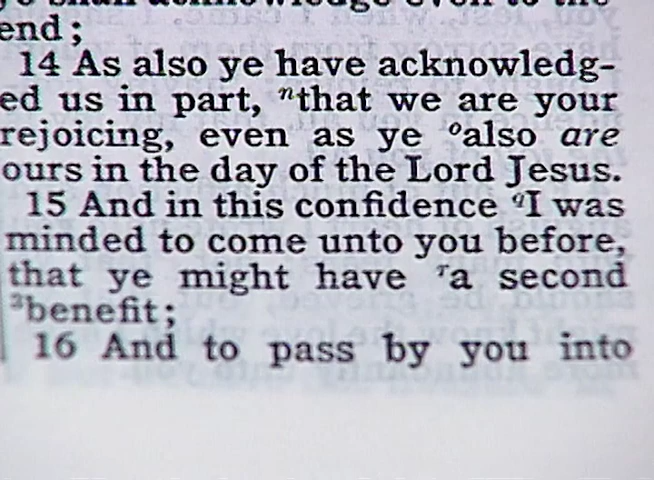 end;
14 As also ye have acknowledg-
ed us in part, ⁿthat we are your
rejoicing, even as ye ᵒalso are
ours in the day of the Lord Jesus.
15 And in this confidence ᵠI was
minded to come unto you before,
that ye might have ʳa second
³benefit;
16 And to pass by you into